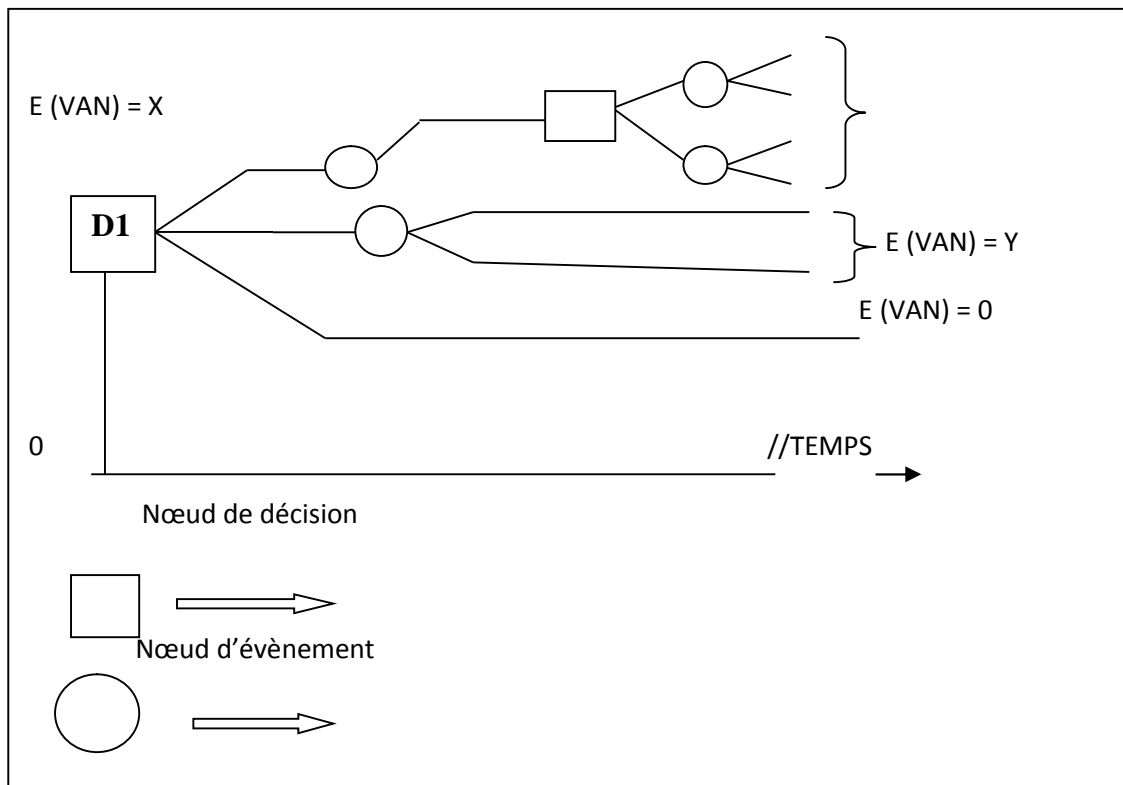 E (VAN) = X
D1
E (VAN) = Y
E (VAN) = 0
0
//TEMPS
Nœud de décision
Nœud d'évènement